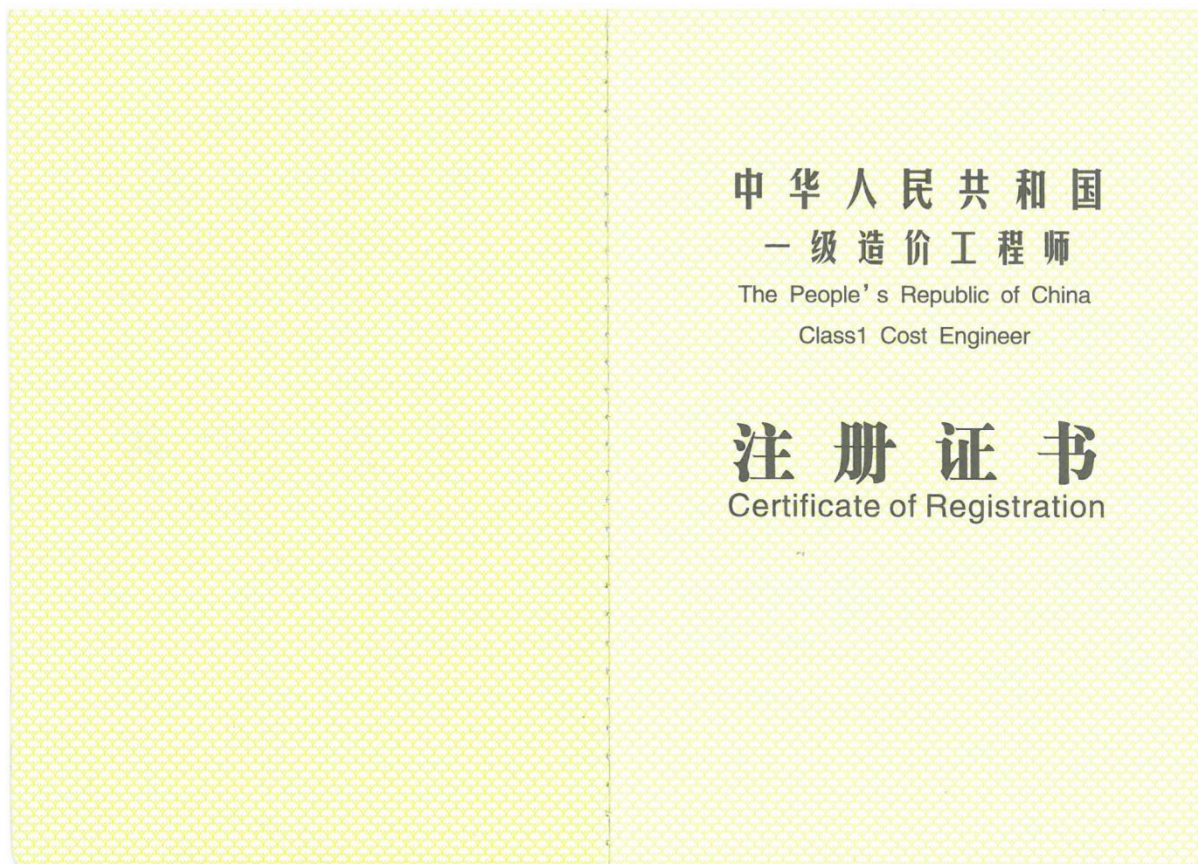 中华人民共和国
一级造价工程师
The People's Republic of China
Class1 Cost Engineer
注册证书
Certificate of Registration